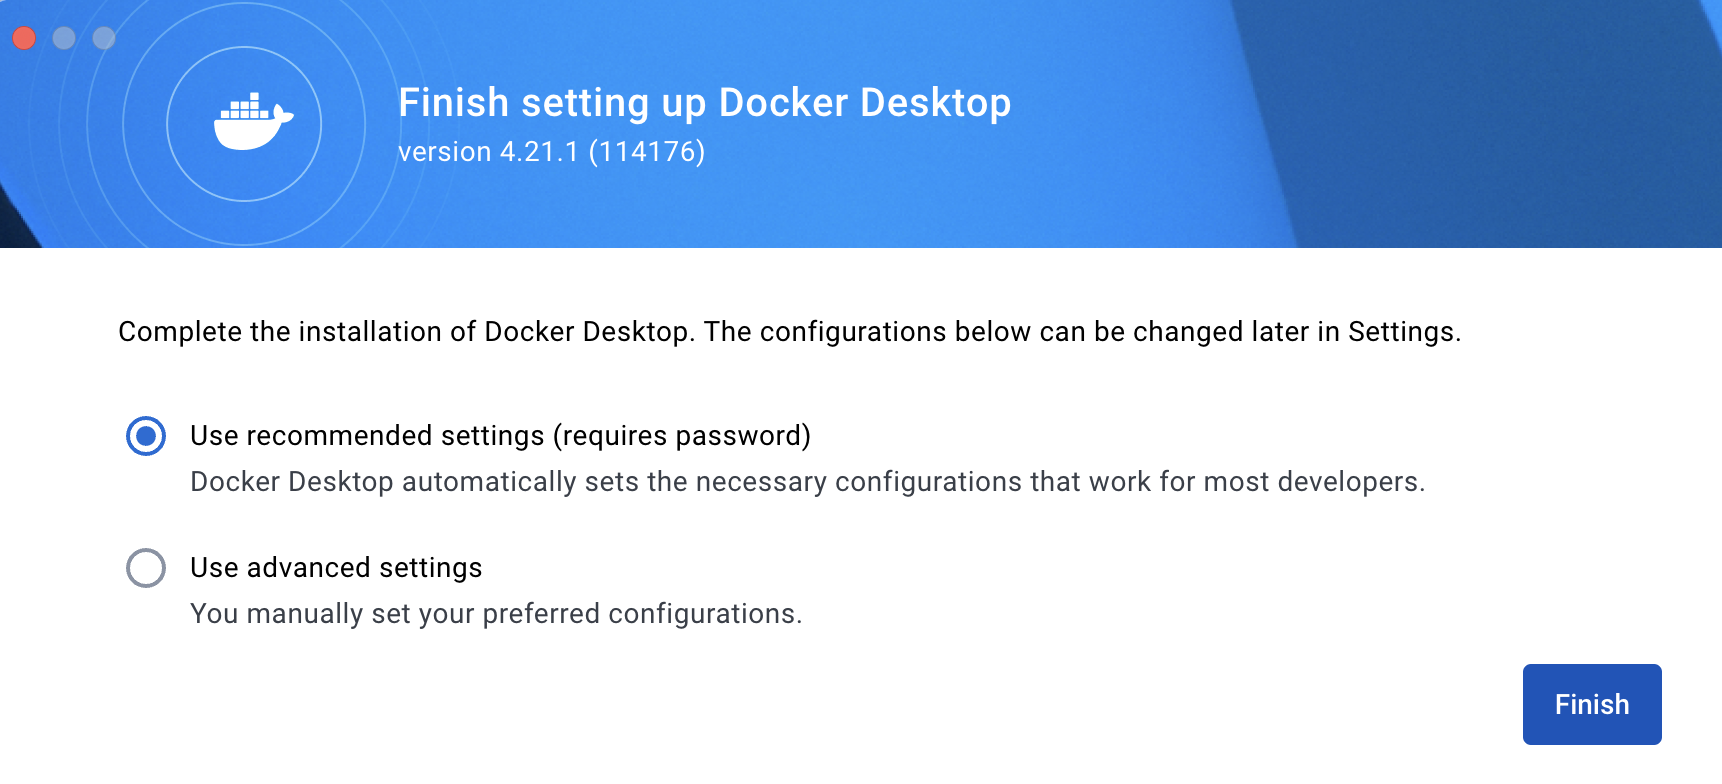 Finish setting up Docker Desktop
version 4.21.1 (114176)
Complete the installation of Docker Desktop. The configurations below can be changed later in Settings.
Use recommended settings (requires password)
Docker Desktop automatically sets the necessary configurations that work for most developers.
Use advanced settings
You manually set your preferred configurations.
Finish